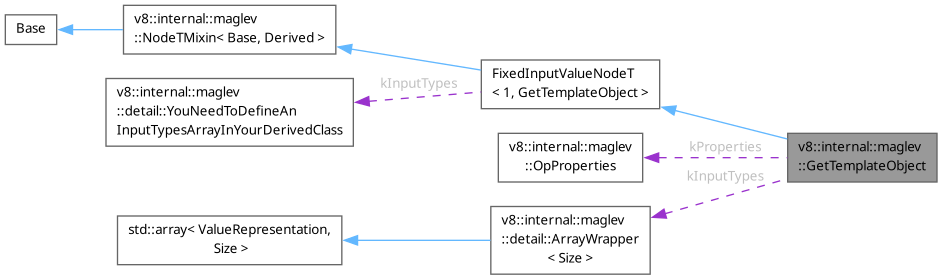 Base
v8::internal::maglev
::NodeTMixin< Base, Derived >
v8::internal::maglev
::detail::YouNeedToDefineAn
InputTypesArrayInYourDerivedClass
kInputTypes
FixedInputValueNodeT
< 1, GetTemplateObject >
v8::internal::maglev
::OpProperties
kProperties
kInputTypes
v8::internal::maglev
::GetTemplateObject
std::array< ValueRepresentation,
Size >
v8::internal::maglev
::detail::ArrayWrapper
< Size >